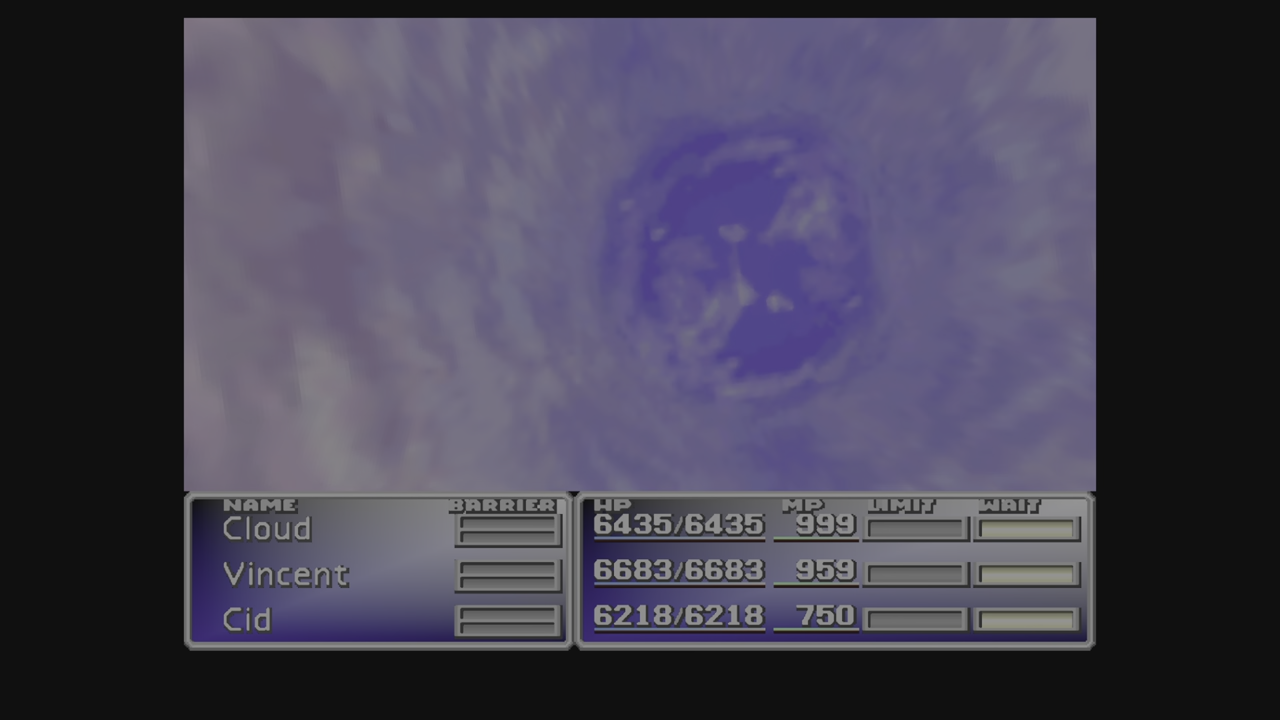 NAME BARRIER HP MP LIMIT WAIT
Cloud 6435/6435 999
Vincent 6683/6683 959
Cid 6218/6218 750